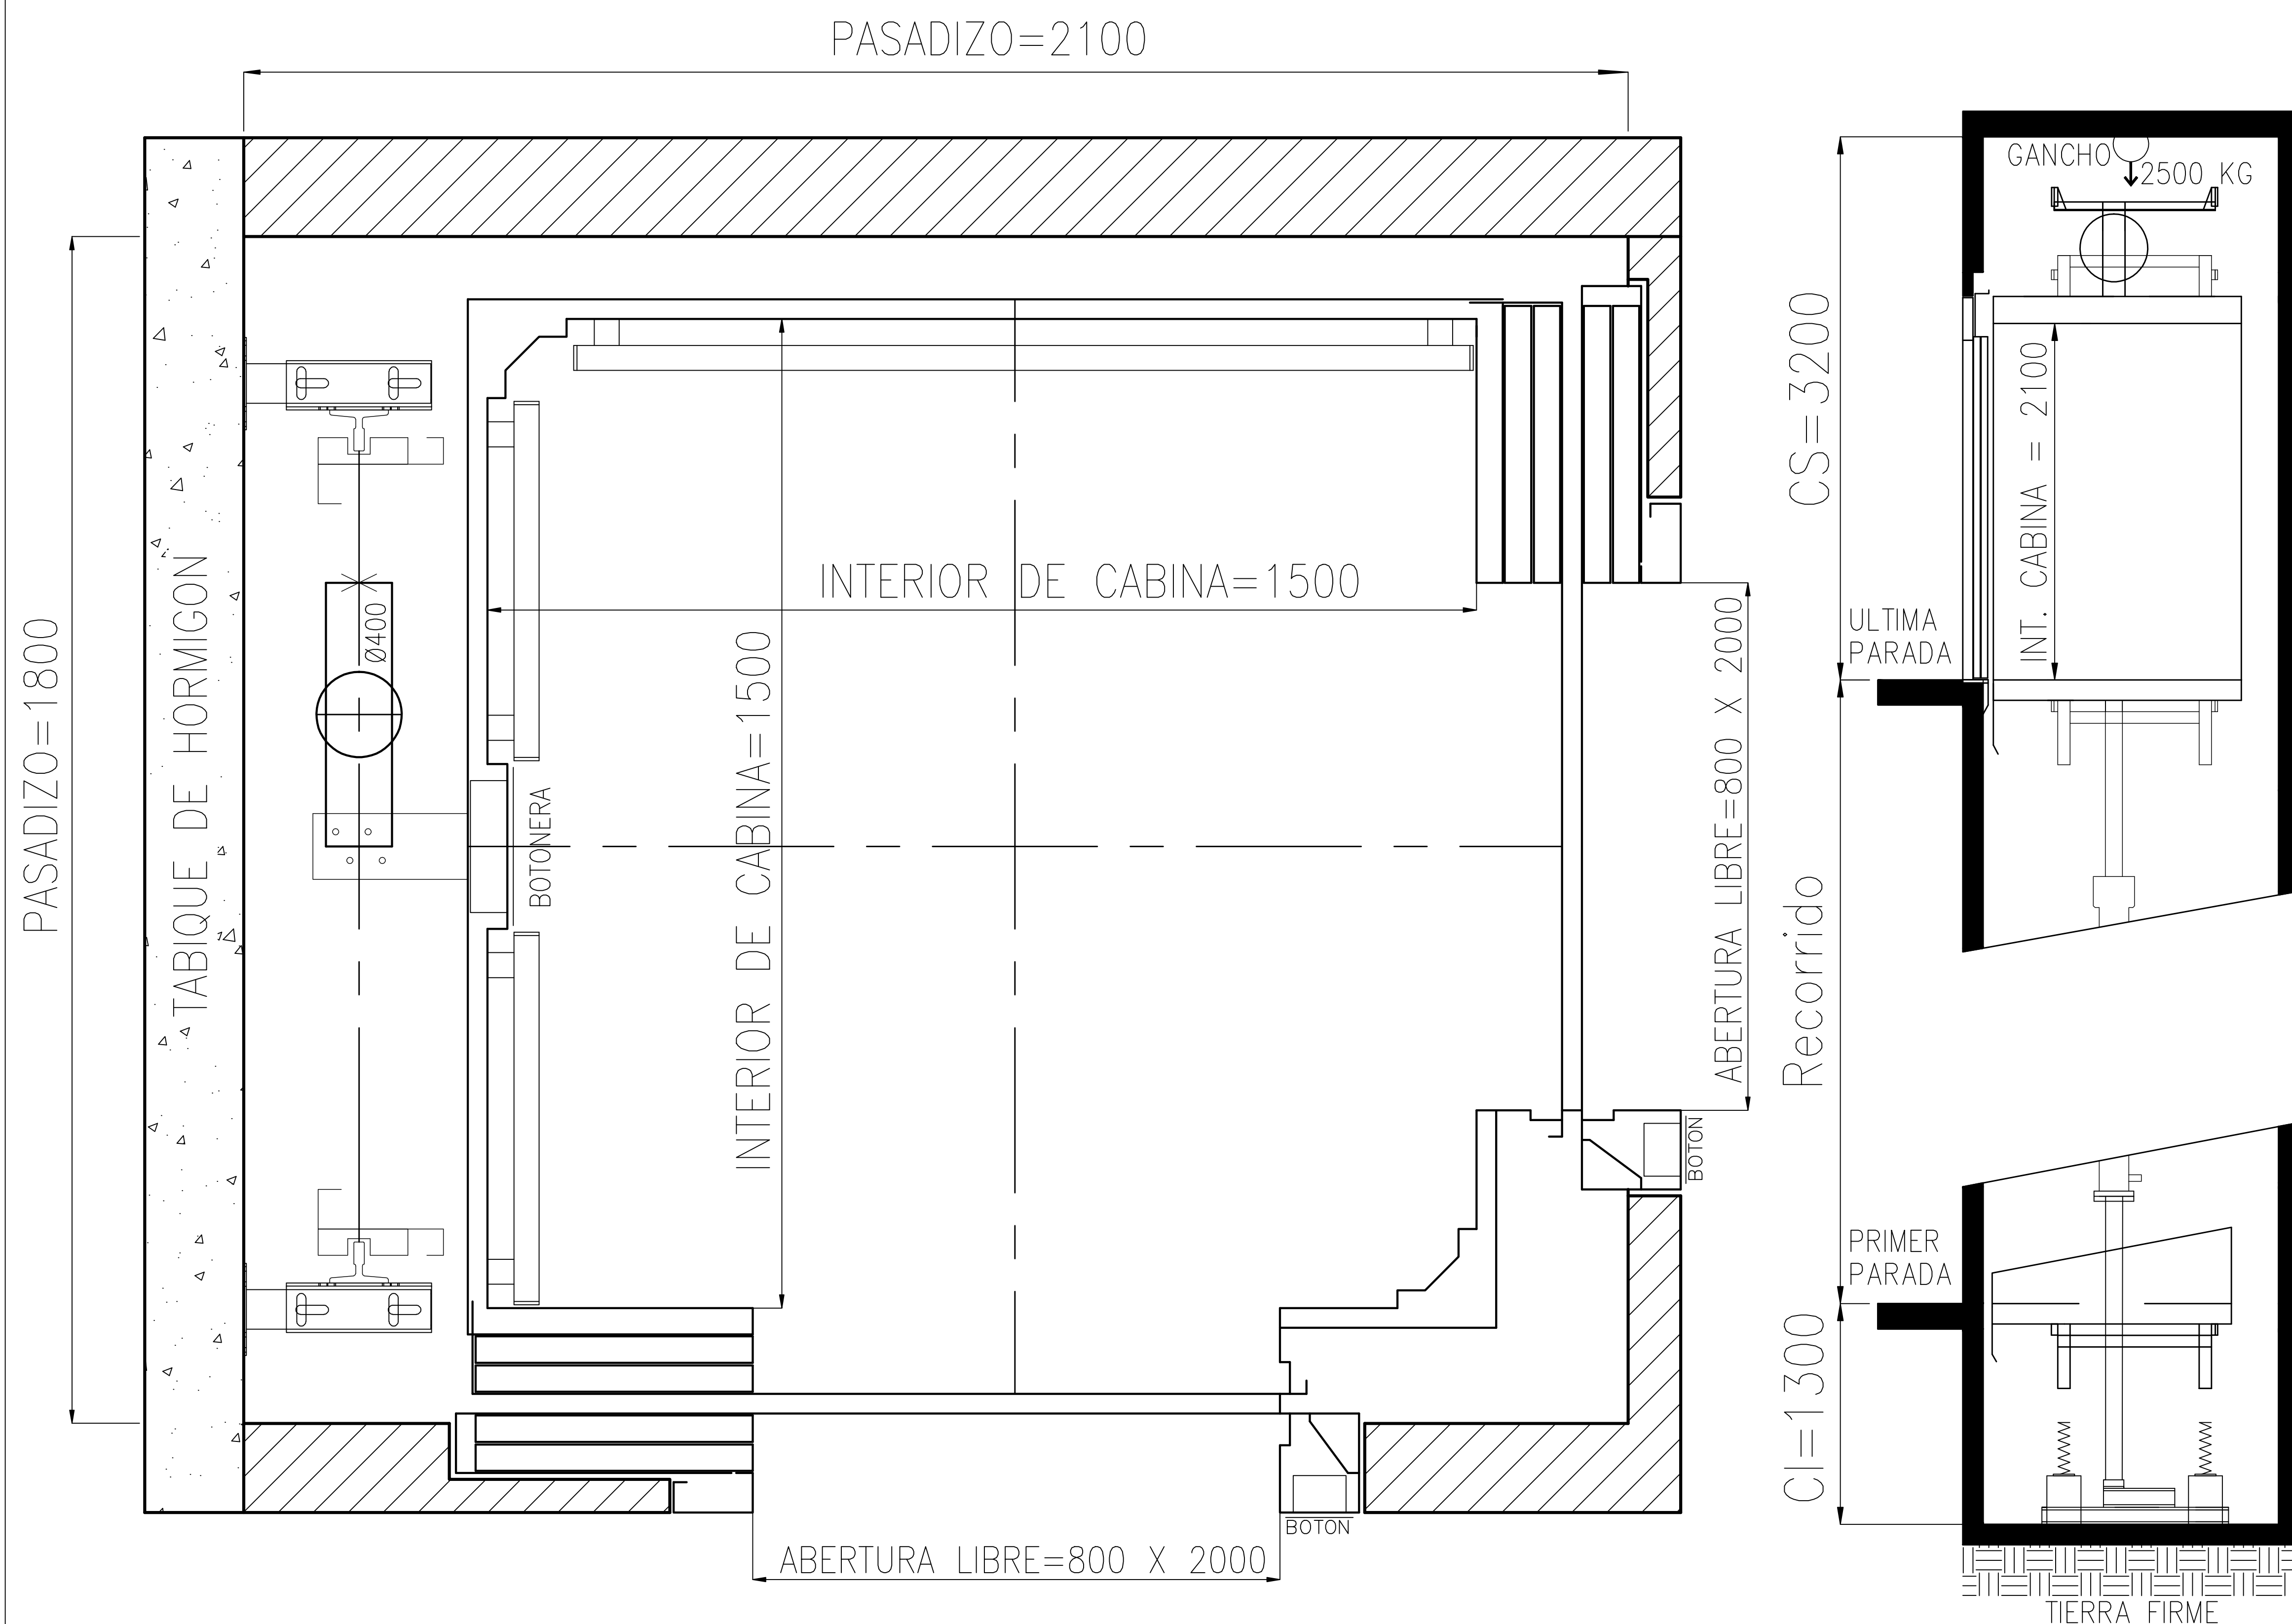 PASADIZO=2100
PASADIZO=1800
TABIQUE DE HORMIGON
Ø400
BOTONERA
INTERIOR DE CABINA=1500
INTERIOR DE CABINA=1500
ABERTURA LIBRE=800 X 2000
BOTON
BOTON
ABERTURA LIBRE=800 X 2000
GANCHO
2500 KG
CS=3200
INT. CABINA = 2100
ULTIMA
PARADA
Recorrido
PRIMER
PARADA
CI=1300
TIERRA FIRME